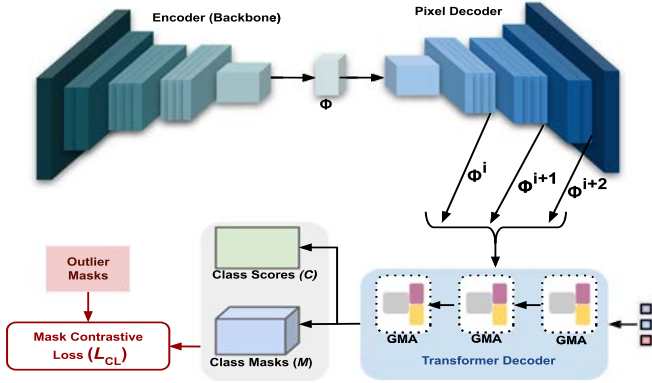 Encoder (Backbone)
Pixel Decoder
Φ
Φi
Φi+1
Φi+2
Class Scores (C)
Outlier
Masks
Mask Contrastive
Loss (LCL)
Class Masks (M)
GMA
GMA
GMA
Transformer Decoder